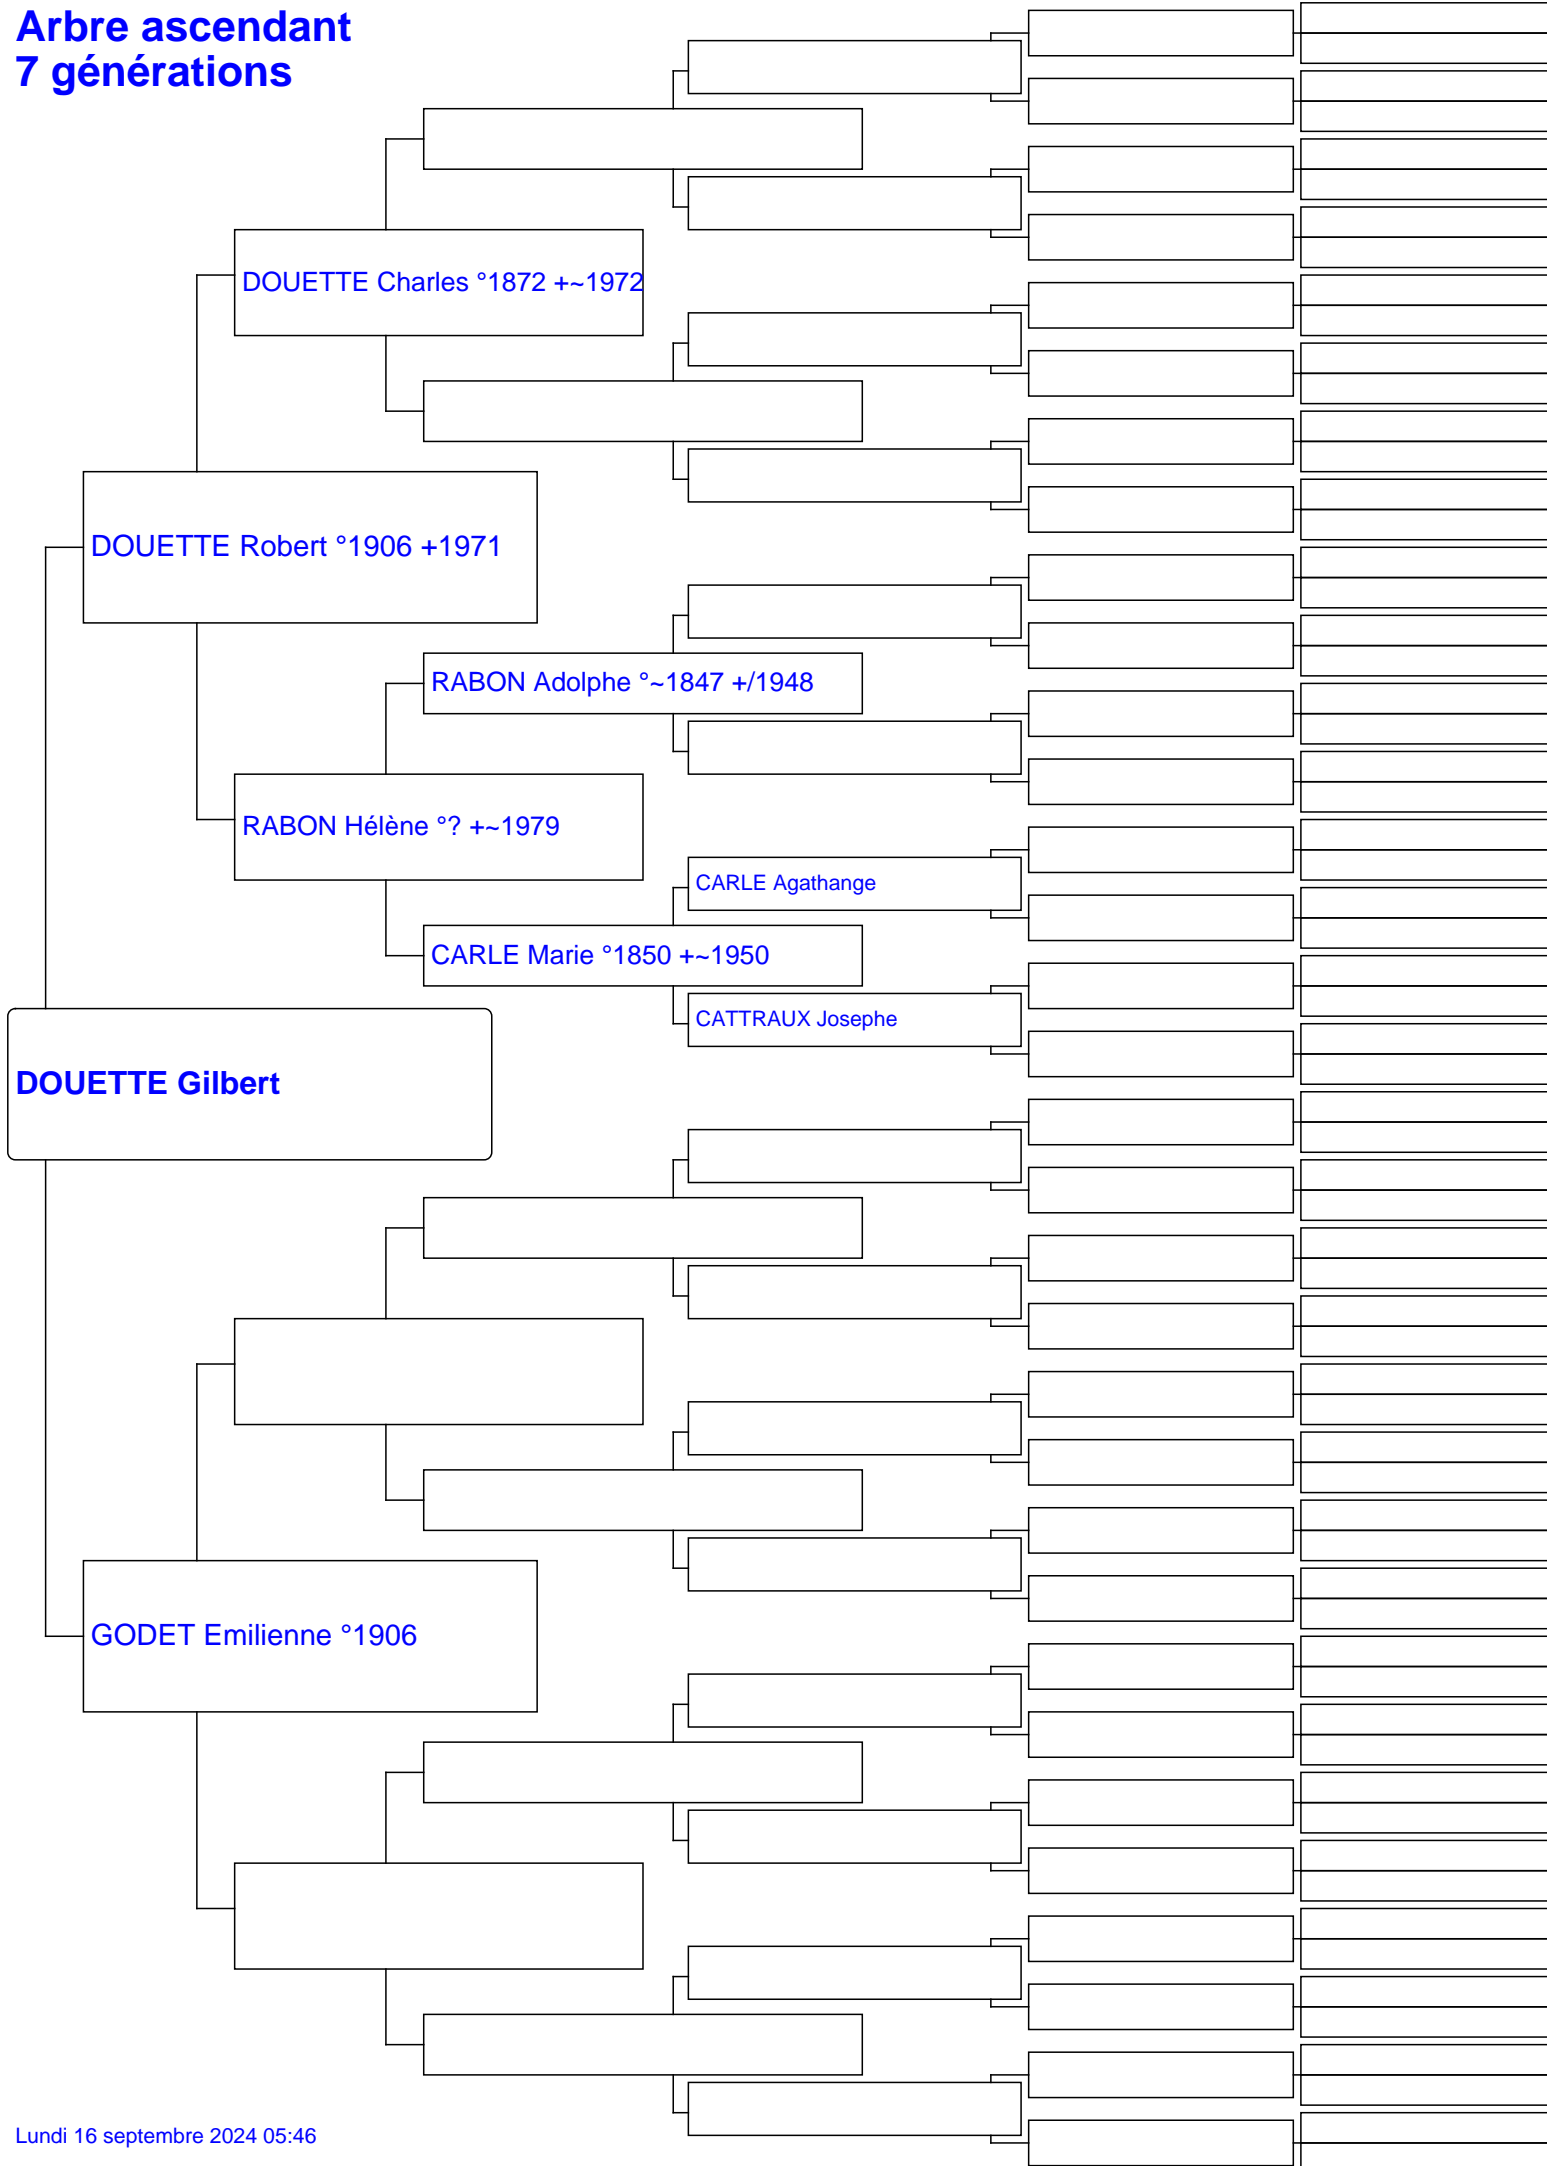 Arbre ascendant
7 générations
DOUETTE Charles °1872 +~1972
DOUETTE Robert °1906 +1971
RABON Adolphe °~1847 +/1948
RABON Hélène °? +~1979
CARLE Agathange
CARLE Marie °1850 +~1950
CATTRAUX Josephe
DOUETTE Gilbert
GODET Emilienne °1906
Lundi 16 septembre 2024 05:46